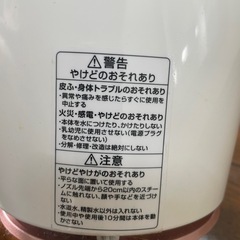 ⚠警告
やけどのおそれあり
皮ふ・身体トラブルのおそれあり
・異常や痛みを感じたらすぐに使用を
中止する
火災・感電・やけどのおそれあり
・本体を水につけたり、かけたりしない
・乳幼児に使用させない(電源プラグ
をなめさせない)
・分解・修理・改造は絶対にしない
⚠注意
やけどやけがのおそれあり
・平らな面に置いて使用する
・ノズル先端から20cm以内のスチー
ムに触れない、顔や手などを近づけ
ない
・水道水、精製水以外は入れない
・使用中や使用後10分間は本体を動
かさない